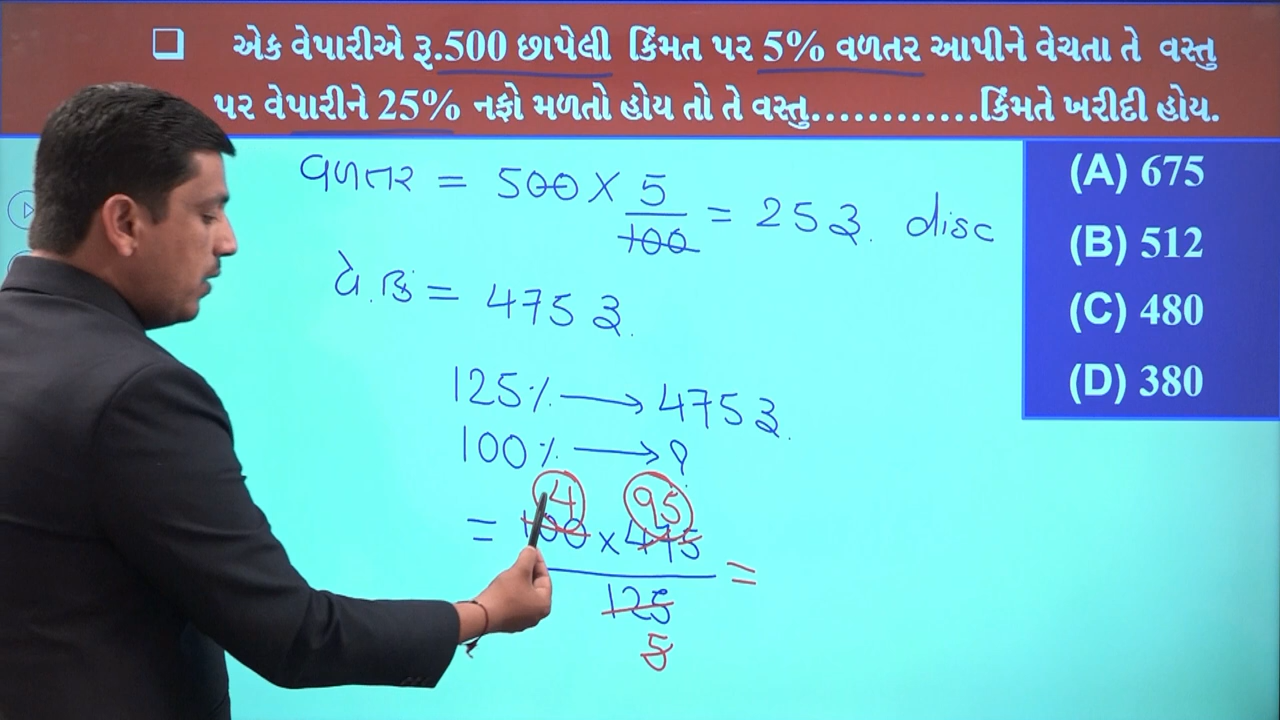 ❑ એક વેપારીએ રૂ.500 છાપેલી કિંમત પર 5% વળતર આપીને વેચતા તે વસ્તુ
પર વેપારીને 25% નફો મળતો હોય તો તે વસ્તુ............કિંમતે ખરીદી હોય.
(A) 675
(B) 512
(C) 480
(D) 380
વળતર = 500 × 5/100 = 25 રૂ. disc
વે.કિં = 475 રૂ.
125% → 475 રૂ.
100% → ?
4 95
= 100 × 475 =
125
5